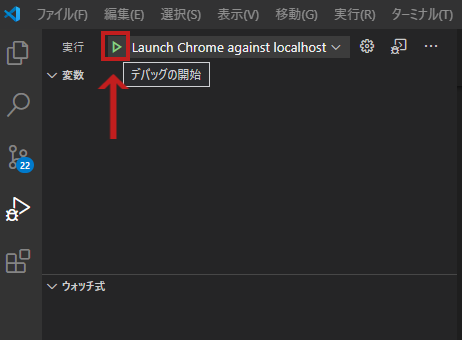 ファイル(F) 編集(E) 選択(S) 表示(V) 移動(G) 実行(R) ターミナル(T)
実行 Launch Chrome against localhost
変数 デバッグの開始
22
ウォッチ式